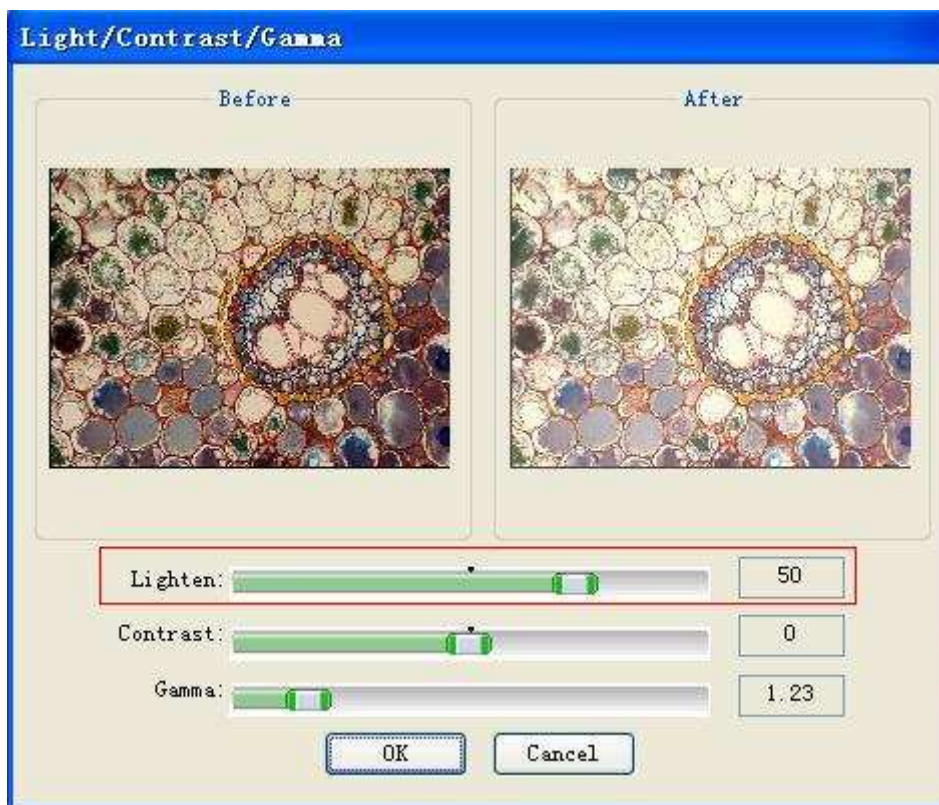 Light/Contrast/Gamma
Before
After
Lighten:
50
Contrast:
0
Gamma:
1.23
OK
Cancel